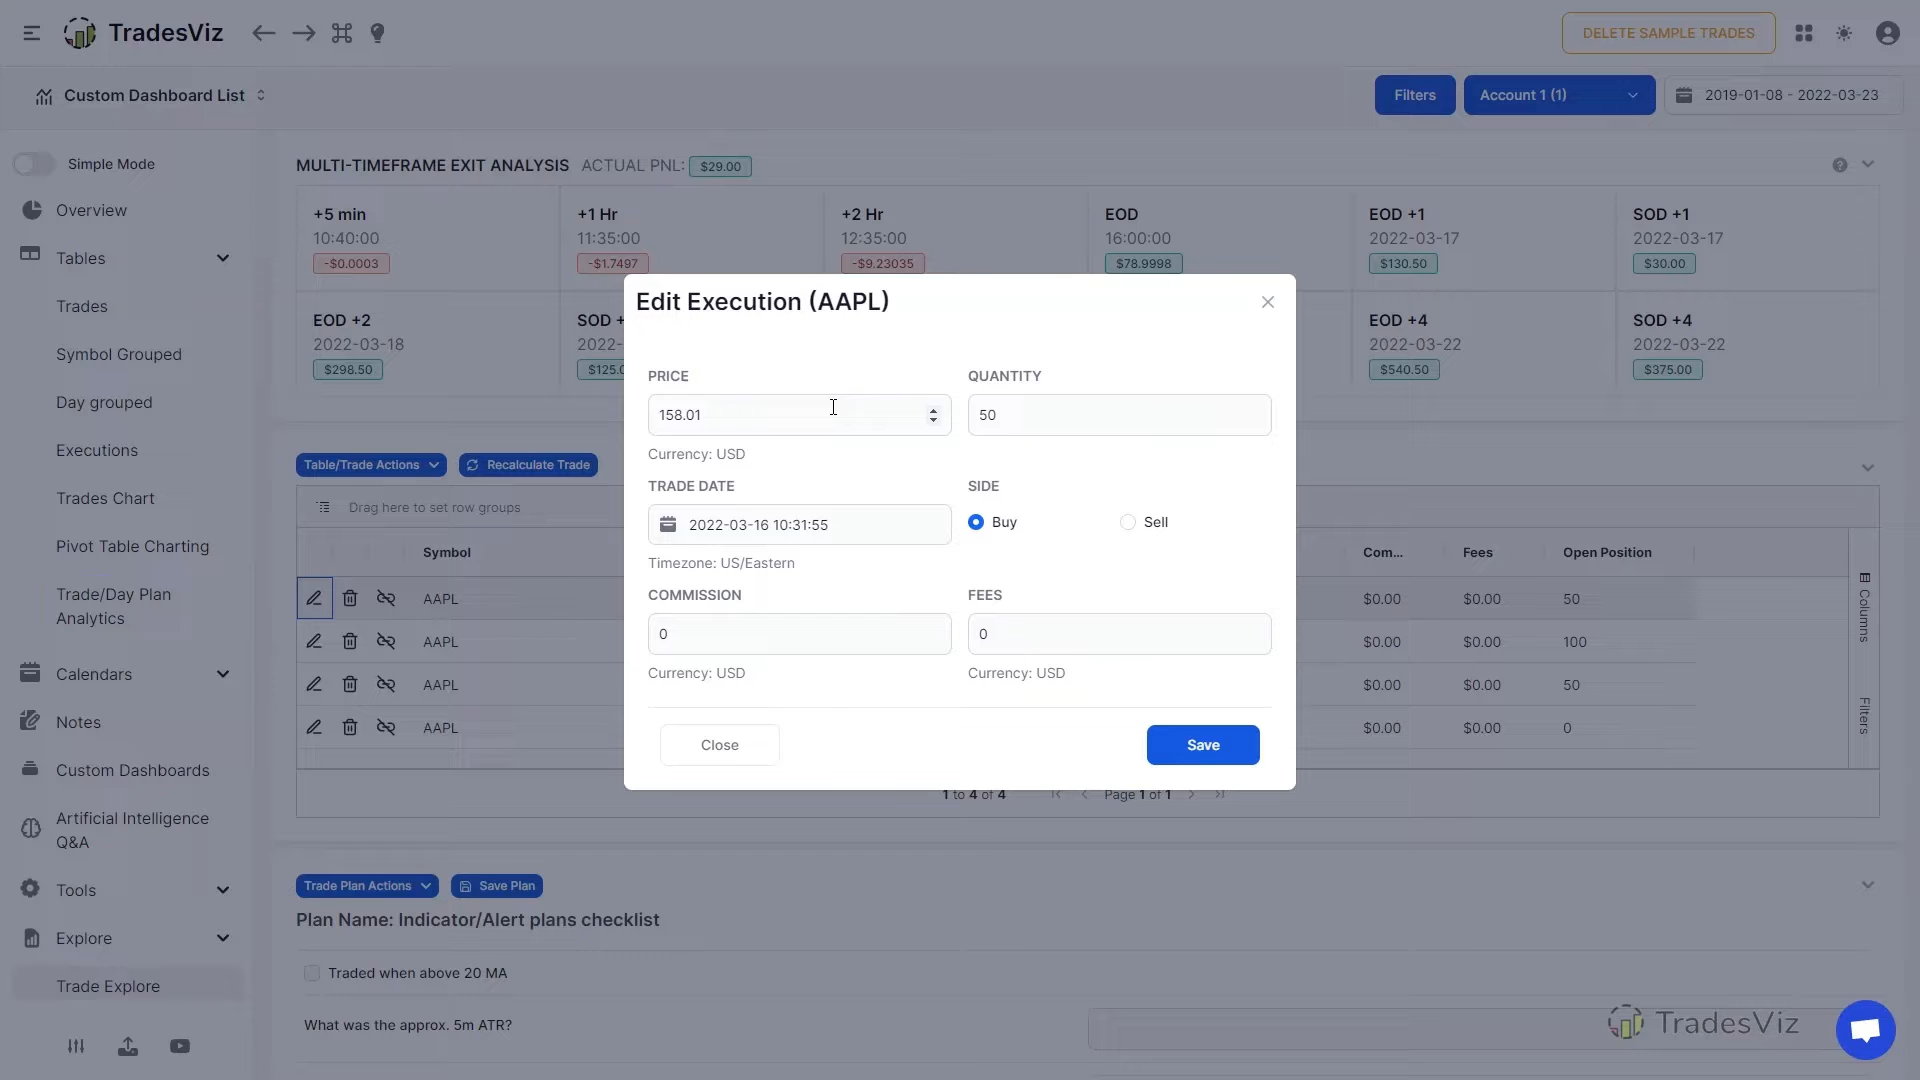 TradesViz
DELETE SAMPLE TRADES
Custom Dashboard List
Filters
Account 1 (1)
2019-01-08 - 2022-03-23
Simple Mode
Overview
Tables
Trades
Symbol Grouped
Day grouped
Executions
Trades Chart
Pivot Table Charting
Trade/Day Plan
Analytics
Calendars
Notes
Custom Dashboards
Artificial Intelligence
Q&A
Tools
Explore
Trade Explore
MULTI-TIMEFRAME EXIT ANALYSIS ACTUAL PNL: $29.00
+5 min
10:40:00
-$0.0003
+1 Hr
11:35:00
-$1.7497
+2 Hr
12:35:00
-$9.23035
EOD
16:00:00
$78.9998
EOD +1
2022-03-17
$130.50
SOD +1
2022-03-17
$30.00
EOD +2
2022-03-18
$298.50
SOD +
2022-
$125.0
EOD +4
2022-03-22
$540.50
SOD +4
2022-03-22
$375.00
Edit Execution (AAPL)
PRICE
158.01
Currency: USD
QUANTITY
50
TRADE DATE
2022-03-16 10:31:55
Timezone: US/Eastern
SIDE
Buy
Sell
COMMISSION
0
Currency: USD
FEES
0
Currency: USD
Close
Save
Table/Trade Actions
Recalculate Trade
Drag here to set row groups
Symbol
Com...
Fees
Open Position
AAPL
$0.00
$0.00
50
AAPL
$0.00
$0.00
100
AAPL
$0.00
$0.00
50
AAPL
$0.00
$0.00
0
Columns
Filters
1 to 4 of 4
Page 1 of 1
Trade Plan Actions
Save Plan
Plan Name: Indicator/Alert plans checklist
Traded when above 20 MA
What was the approx. 5m ATR?
TradesViz